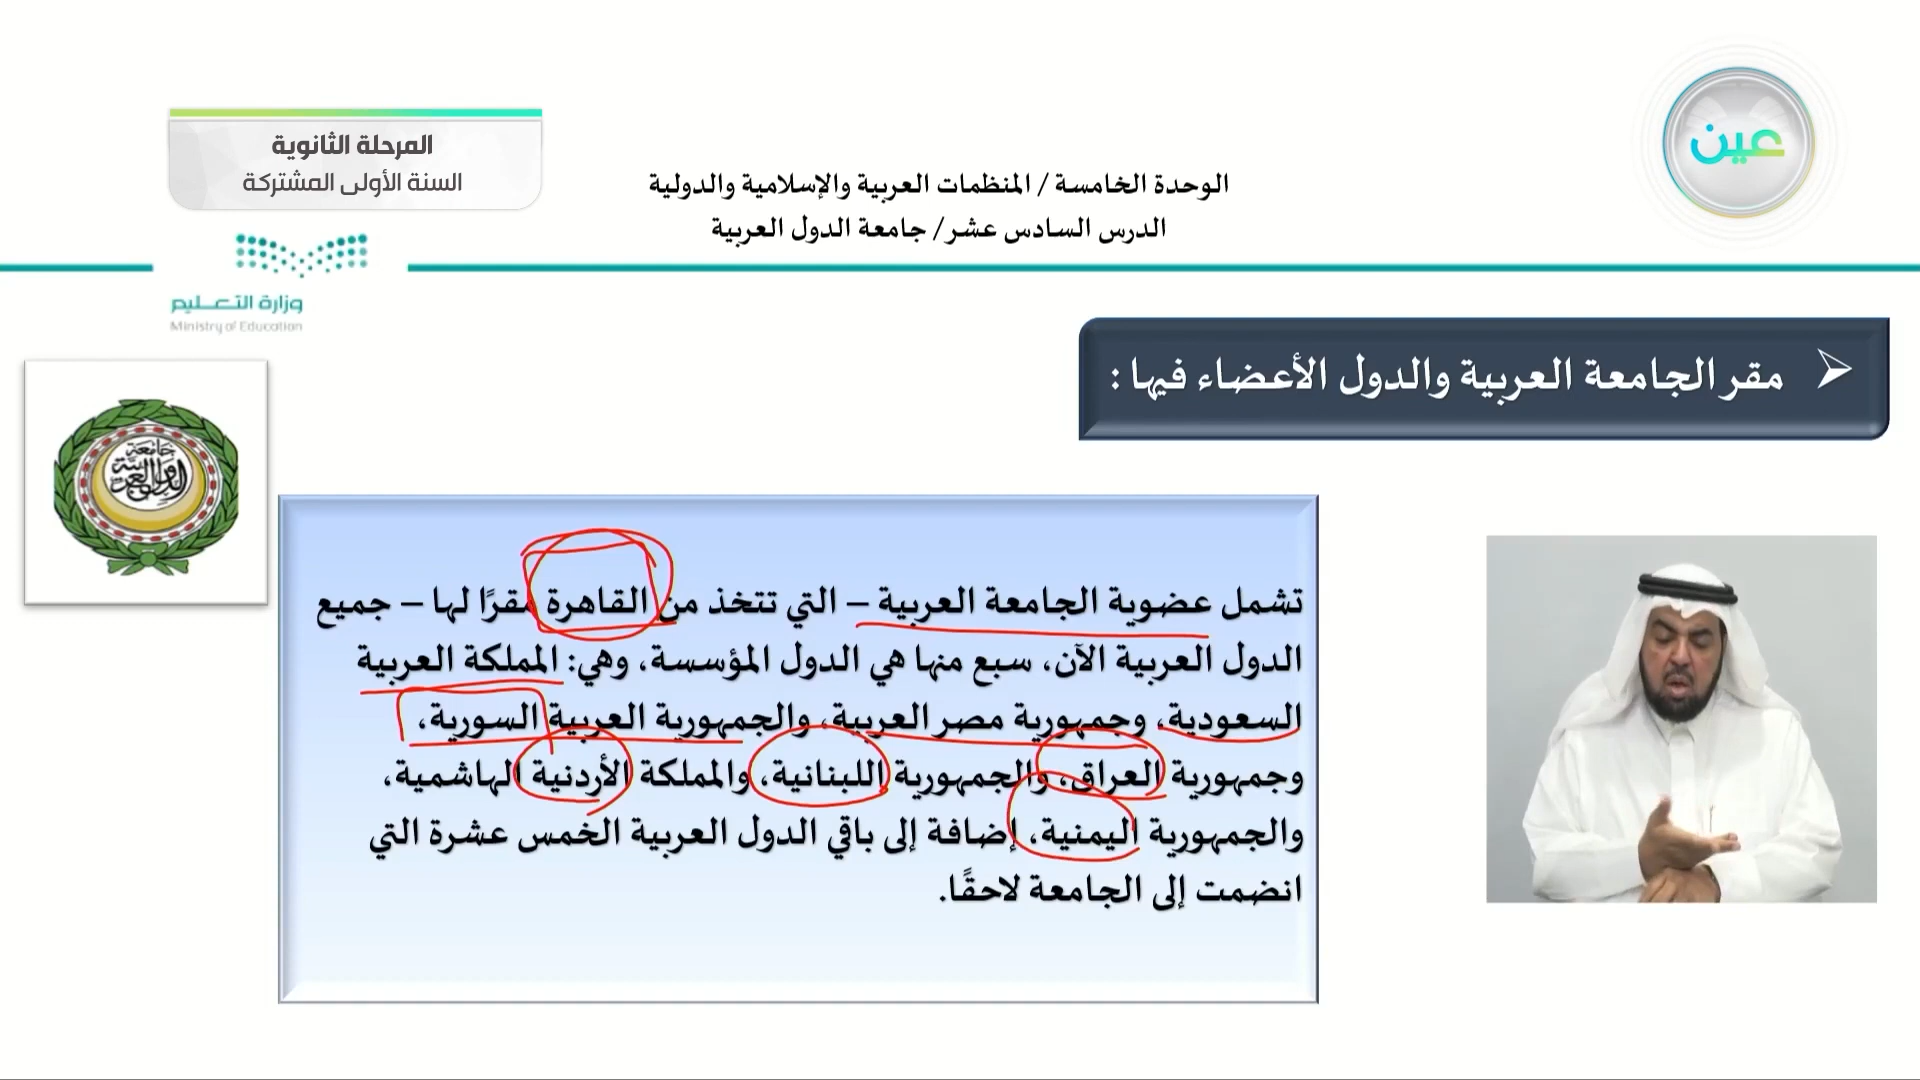 عين
المرحلة الثانوية
السنة الأولى المشتركة
الوحدة الخامسة / المنظمات العربية والإسلامية والدولية
الدرس السادس عشر/ جامعة الدول العربية
وزارة التعليم
Ministry of Education
مقر الجامعة العربية والدول الأعضاء فيها :
جامعة
الدول العربية
تشمل عضوية الجامعة العربية – التي تتخذ من القاهرة مقرًا لها – جميع
الدول العربية الآن، سبع منها هي الدول المؤسسة، وهي: المملكة العربية
السعودية، وجمهورية مصر العربية، والجمهورية العربية السورية،
وجمهورية العراق، والجمهورية اللبنانية، والمملكة الأردنية الهاشمية،
والجمهورية اليمنية، إضافة إلى باقي الدول العربية الخمس عشرة التي
انضمت إلى الجامعة لاحقًا.